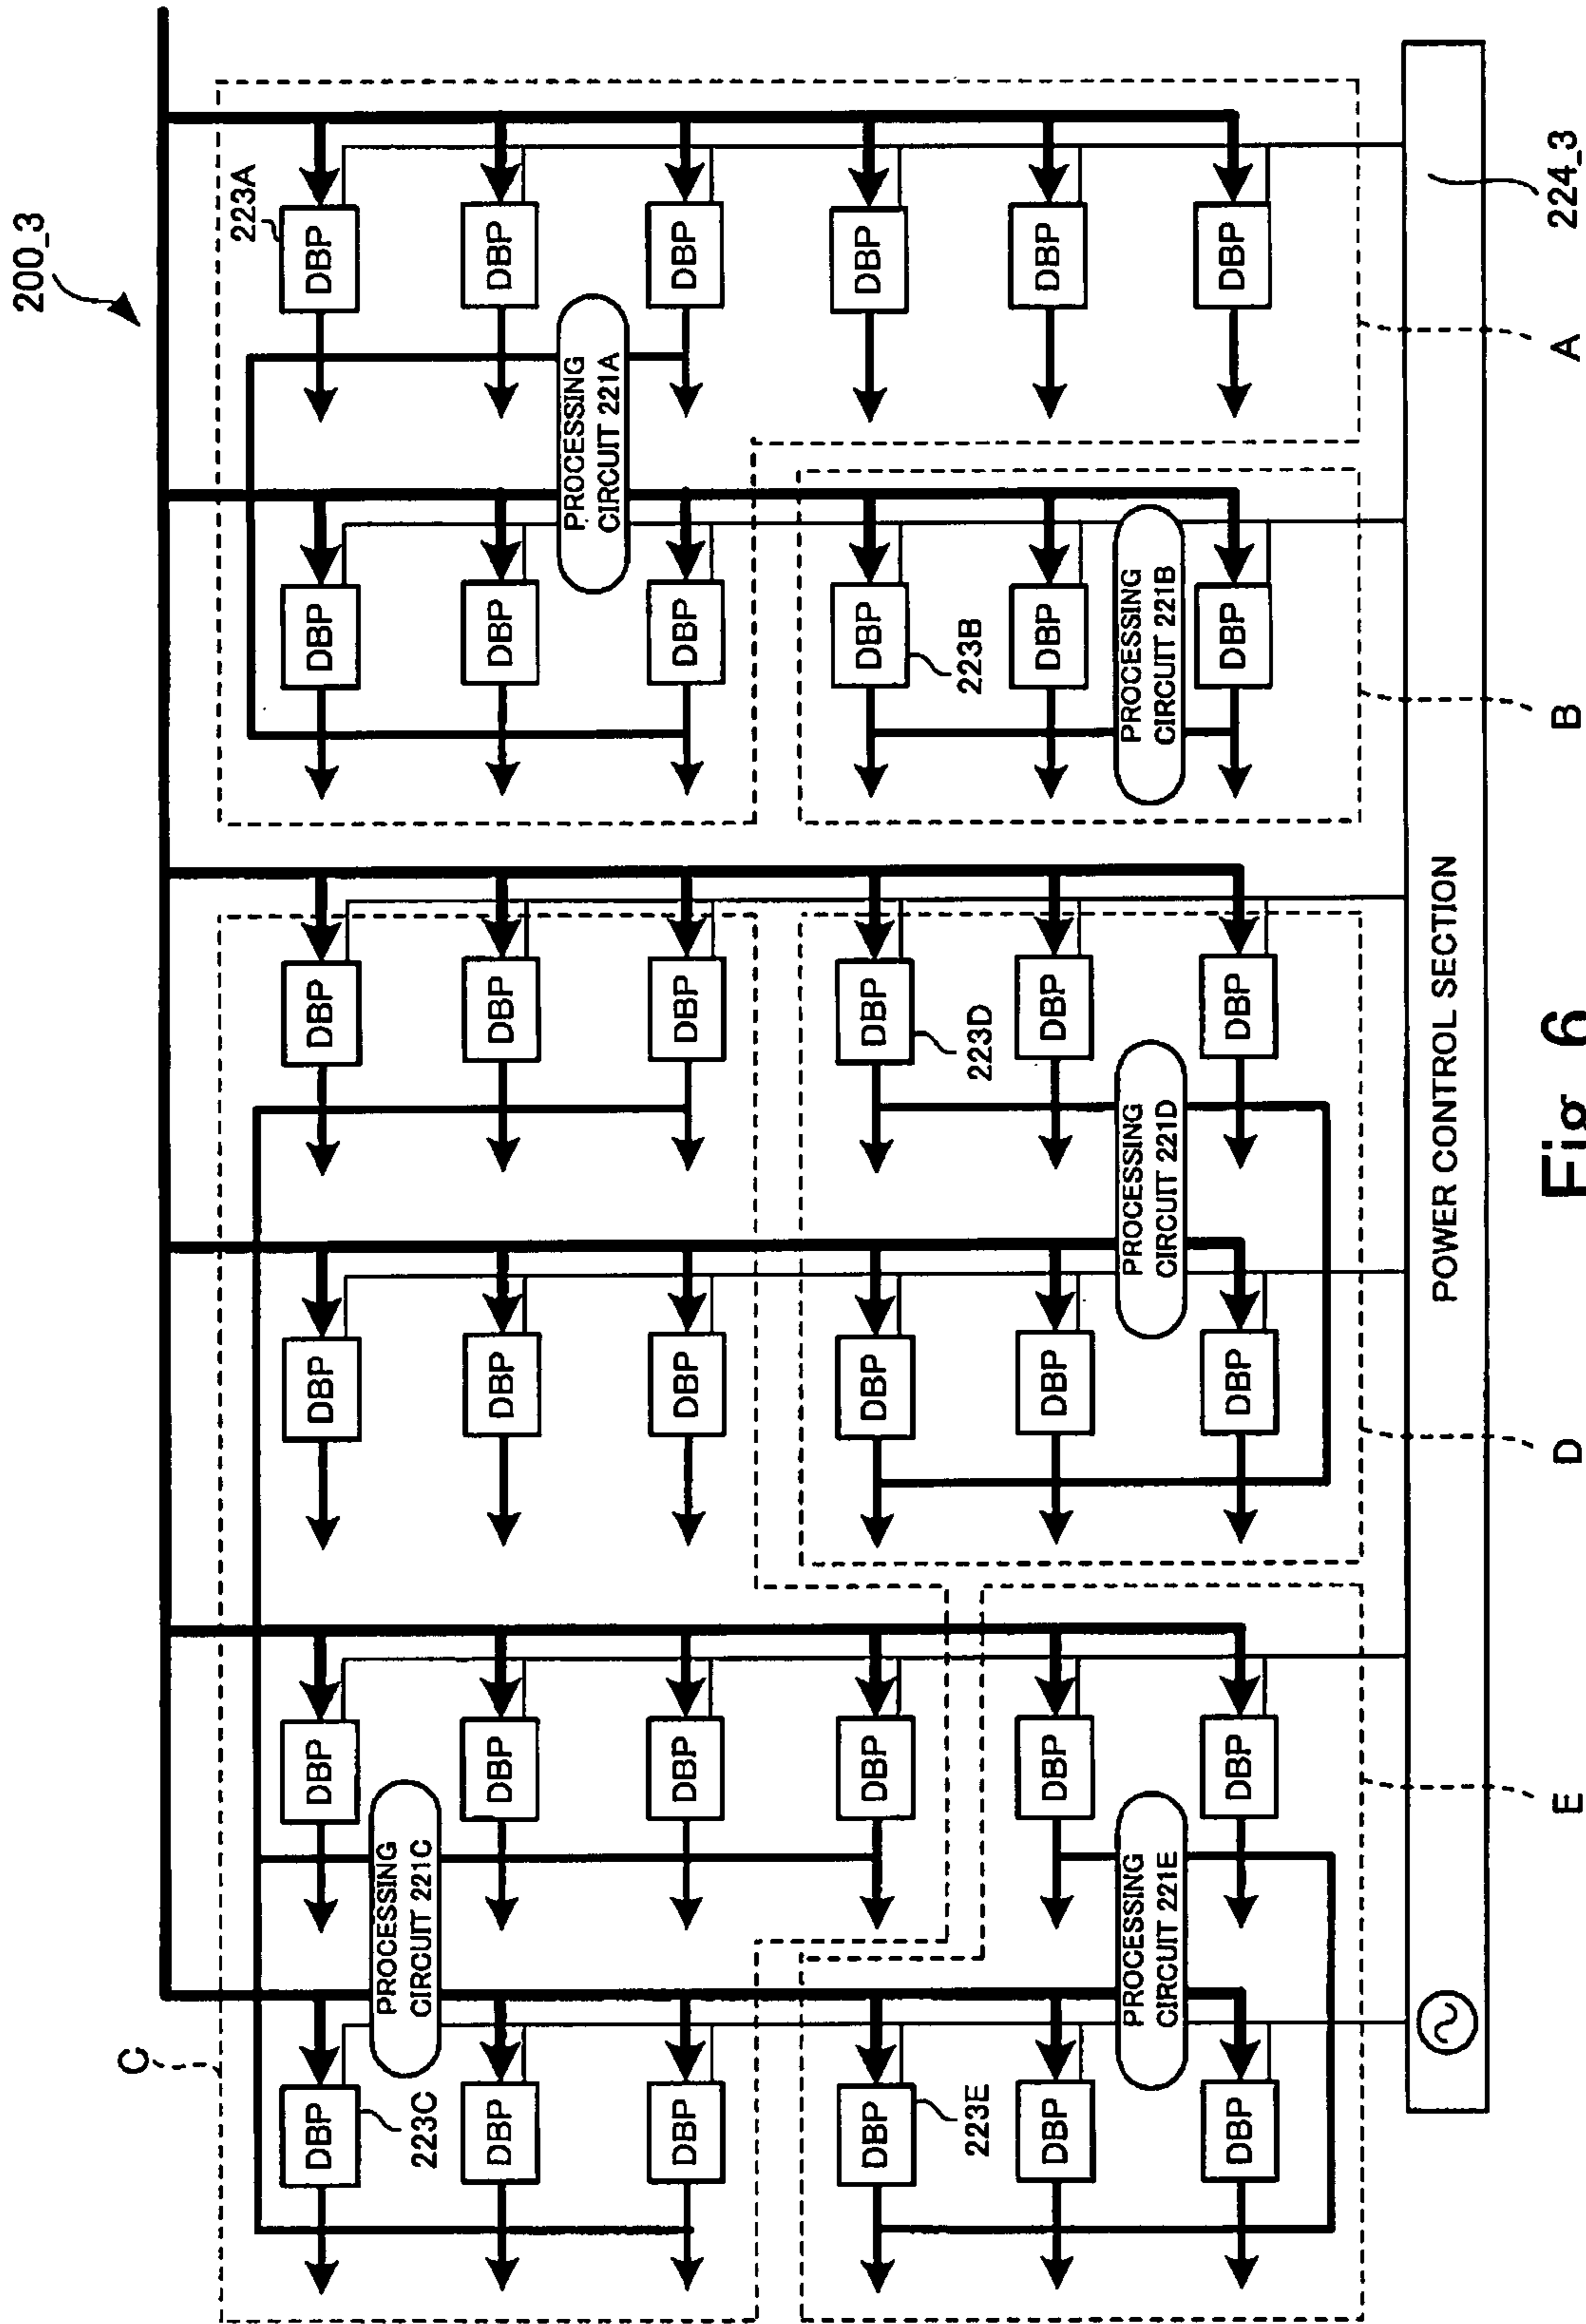 200_3
C
223A
DBP
DBP
DBP
DBP
DBP
DBP
223C
PROCESSING
CIRCUIT 221C
DBP
DBP
DBP
DBP
DBP
DBP
PROCESSING
CIRCUIT 221A
DBP
DBP
DBP
DBP
DBP
DBP
DBP
DBP
DBP
DBP
DBP
DBP
223E
223D
223B
DBP
DBP
DBP
DBP
DBP
DBP
PROCESSING
CIRCUIT 221E
PROCESSING
CIRCUIT 221D
PROCESSING
CIRCUIT 221B
DBP
DBP
DBP
DBP
DBP
DBP
POWER CONTROL SECTION
E
D
B
A
224_3
Fig. 6